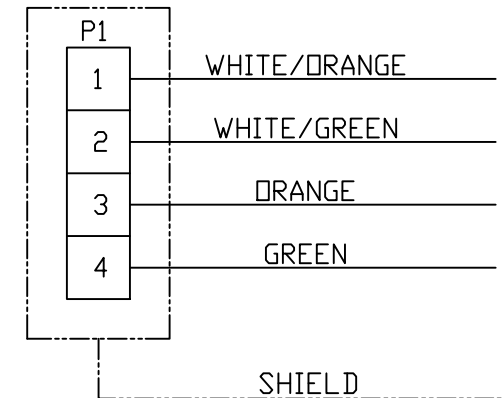 P1
1 WHITE/ORANGE
2 WHITE/GREEN
3 ORANGE
4 GREEN
SHIELD